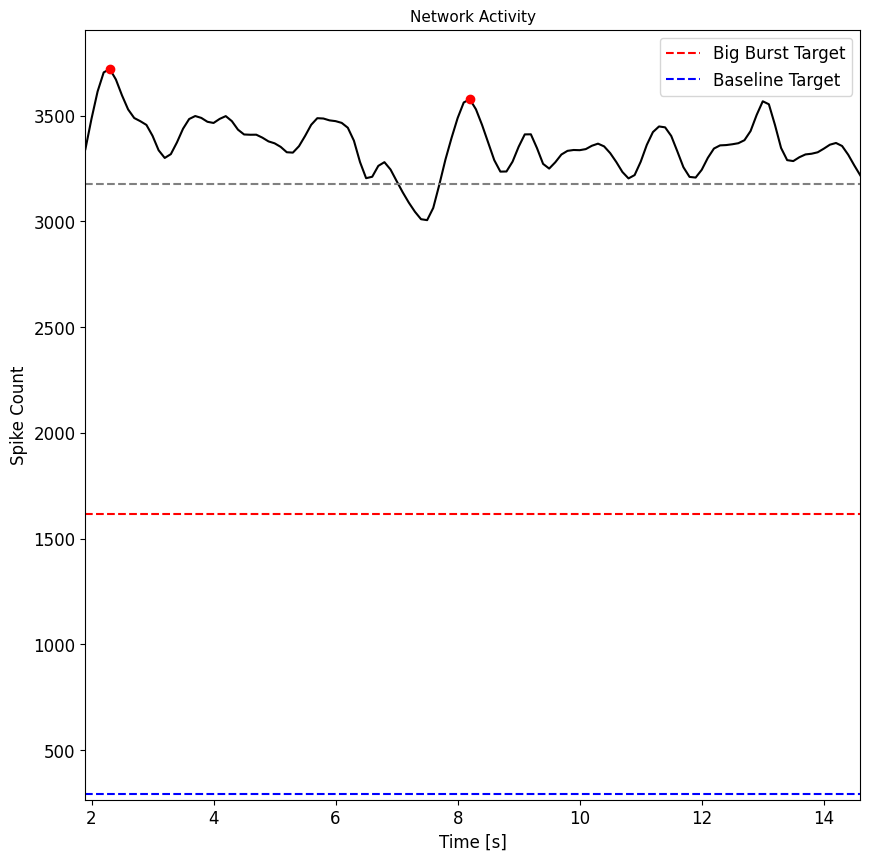 Network Activity
Big Burst Target
Baseline Target
3500
3000
2500
2000
1500
1000
500
Spike Count
2 4 6 8 10 12 14
Time [s]